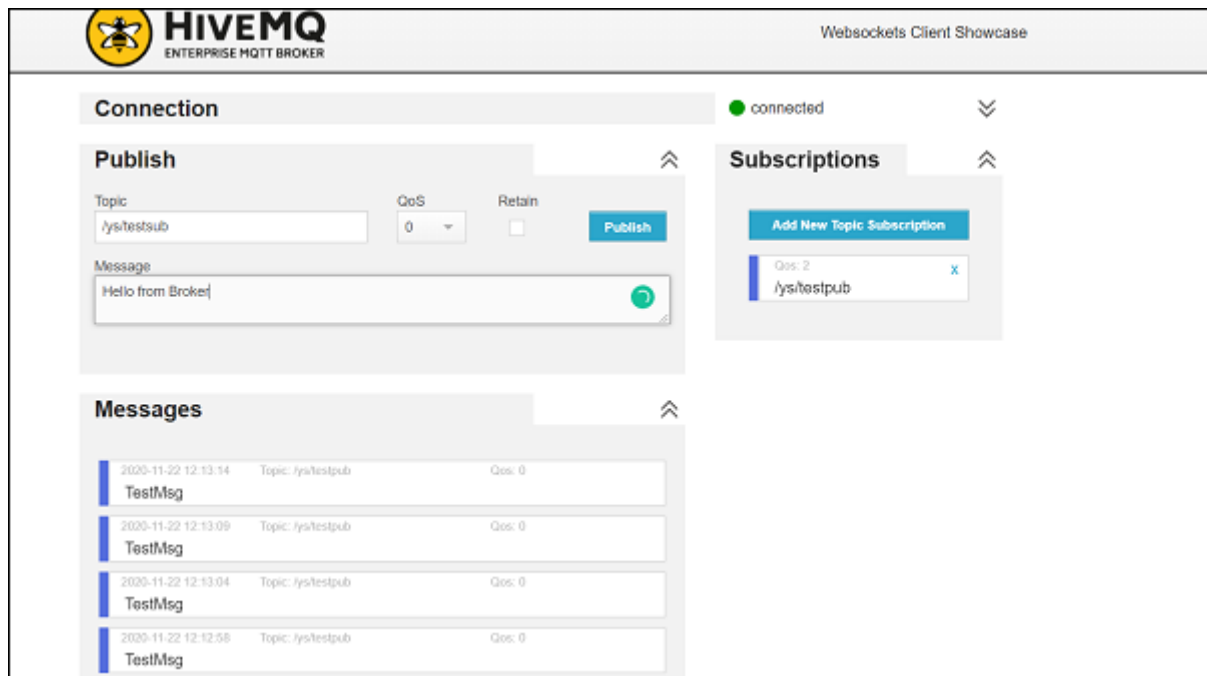 HIVEMQ
ENTERPRISE MQTT BROKER
Websockets Client Showcase
Connection
connected
Publish
Subscriptions
Topic QoS Retain
/ys/testsub 0 Publish
Add New Topic Subscription
Message
Hello from Broker
Qos: 2 x
/ys/testpub
Messages
2020-11-22 12:13:14 Topic: /ys/testpub Qos: 0
TestMsg
2020-11-22 12:13:09 Topic: /ys/testpub Qos: 0
TestMsg
2020-11-22 12:13:04 Topic: /ys/testpub Qos: 0
TestMsg
2020-11-22 12:12:58 Topic: /ys/testpub Qos: 0
TestMsg